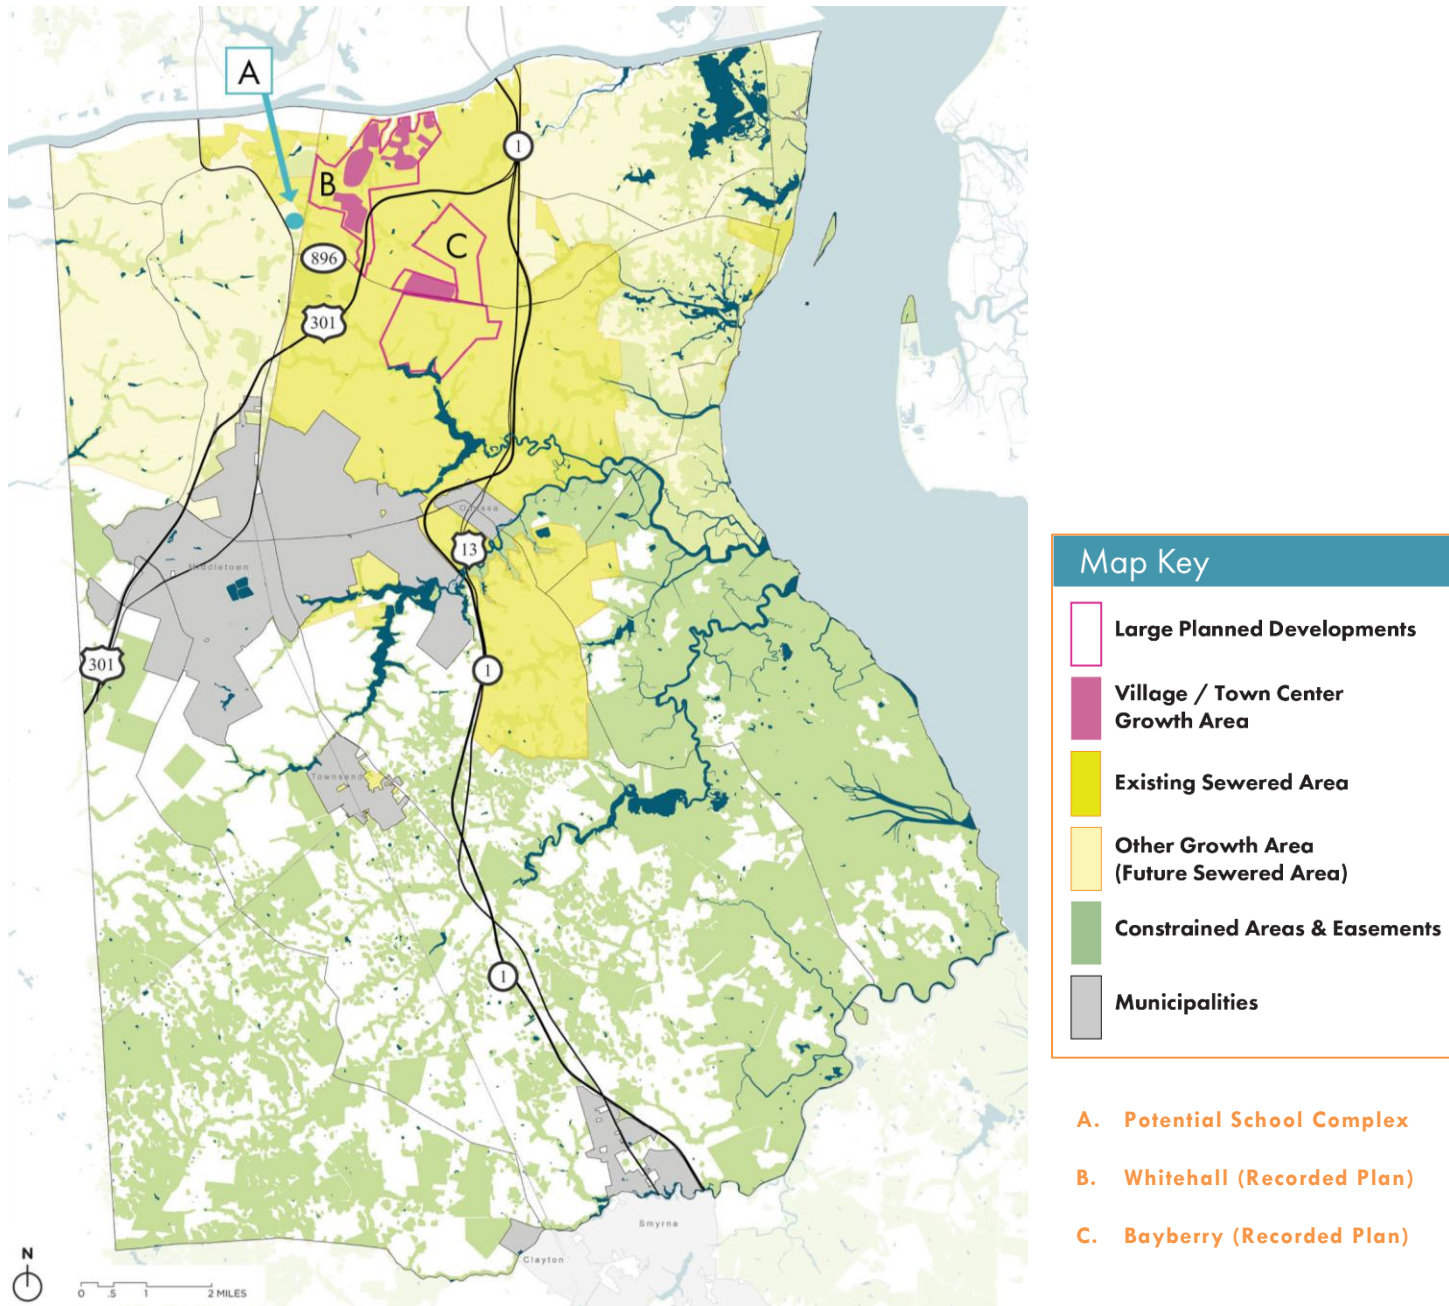 A
1
B
C
896
301
Odessa
13
Middletown
301
1
Townsend
1
Smyrna
Clayton
N
0 .5 1 2 MILES
Map Key
Large Planned Developments
Village / Town Center
Growth Area
Existing Sewered Area
Other Growth Area
(Future Sewered Area)
Constrained Areas & Easements
Municipalities
A. Potential School Complex
B. Whitehall (Recorded Plan)
C. Bayberry (Recorded Plan)